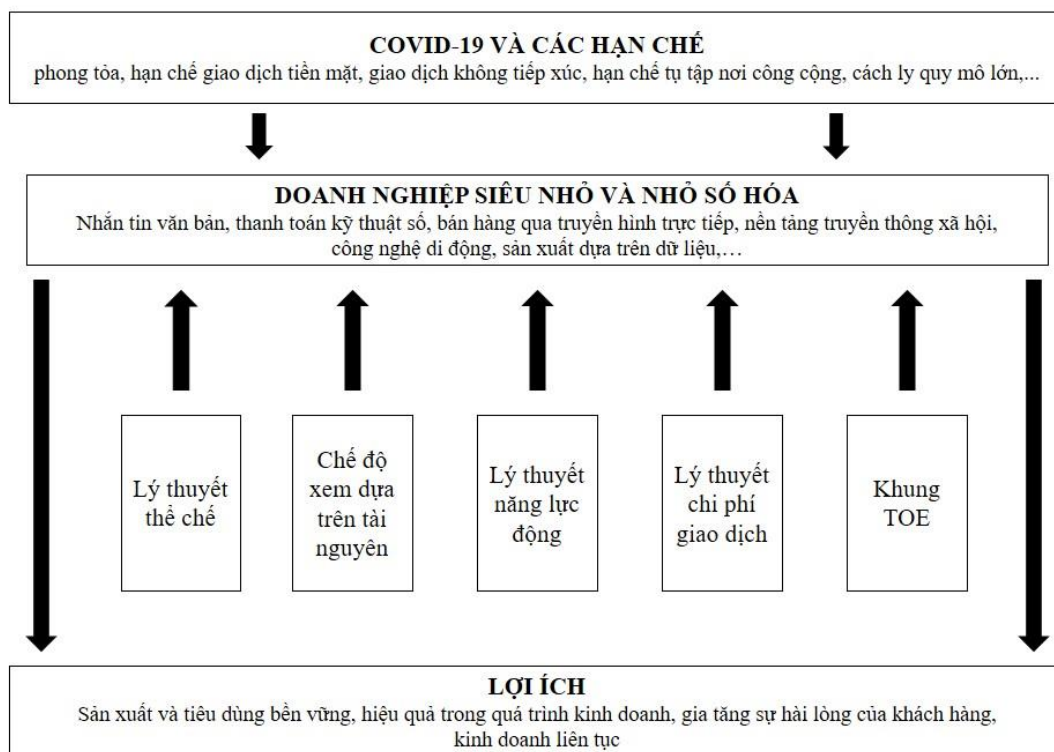 COVID-19 VÀ CÁC HẠN CHẾ
phong tỏa, hạn chế giao dịch tiền mặt, giao dịch không tiếp xúc, hạn chế tụ tập nơi công cộng, cách ly quy mô lớn,...
DOANH NGHIỆP SIÊU NHỎ VÀ NHỎ SỐ HÓA
Nhắn tin văn bản, thanh toán kỹ thuật số, bán hàng qua truyền hình trực tiếp, nền tảng truyền thông xã hội,
công nghệ di động, sản xuất dựa trên dữ liệu,…
Lý thuyết
thể chế
Chế độ
xem dựa
trên tài
nguyên
Lý thuyết
năng lực
động
Lý thuyết
chi phí
giao dịch
Khung
TOE
LỢI ÍCH
Sản xuất và tiêu dùng bền vững, hiệu quả trong quá trình kinh doanh, gia tăng sự hài lòng của khách hàng,
kinh doanh liên tục